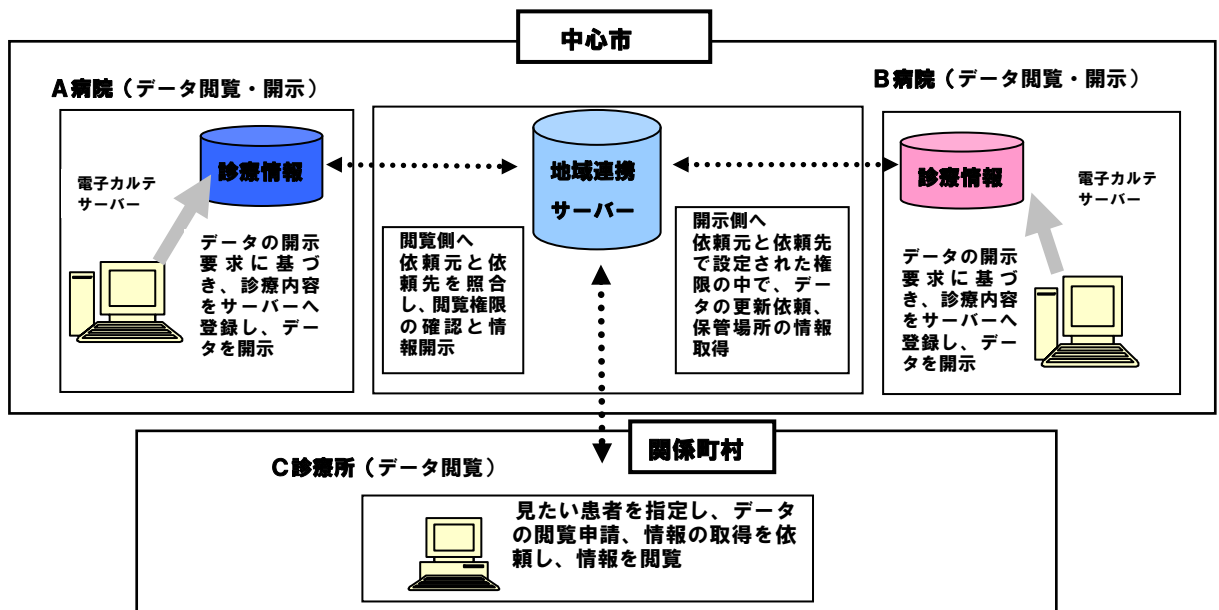 中心市
A病院(データ閲覧・開示)
診療情報
電子カルテ
サーバー
データの開示
要求に基づ
き、診療内容
をサーバーへ
登録し、デー
タを開示
地域連携
サーバー
閲覧側へ
依頼元と依
頼先を照合
し、閲覧権限
の確認と情
報開示
開示側へ
依頼元と依頼先
で設定された権
限の中で、デー
タの更新依頼、
保管場所の情報
取得
B病院(データ閲覧・開示)
診療情報
電子カルテ
サーバー
データの開示
要求に基づ
き、診療内容
をサーバーへ
登録し、デー
タを開示
関係町村
C診療所(データ閲覧)
見たい患者を指定し、データ
の閲覧申請、情報の取得を依
頼し、情報を閲覧